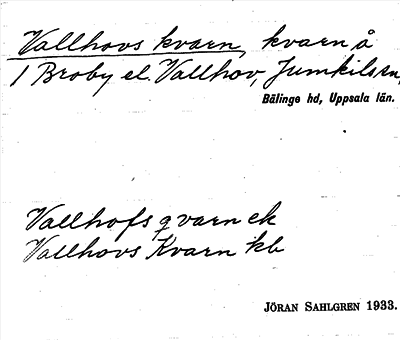 Vallhovs kvarn, kvarn å
1 Broby el. Vallhov, Jumkils sn,
Bälinge hd, Uppsala län.
Vallhofs qvarn ek
Vallhovs Kvarn kb
JÖRAN SAHLGREN 1933.